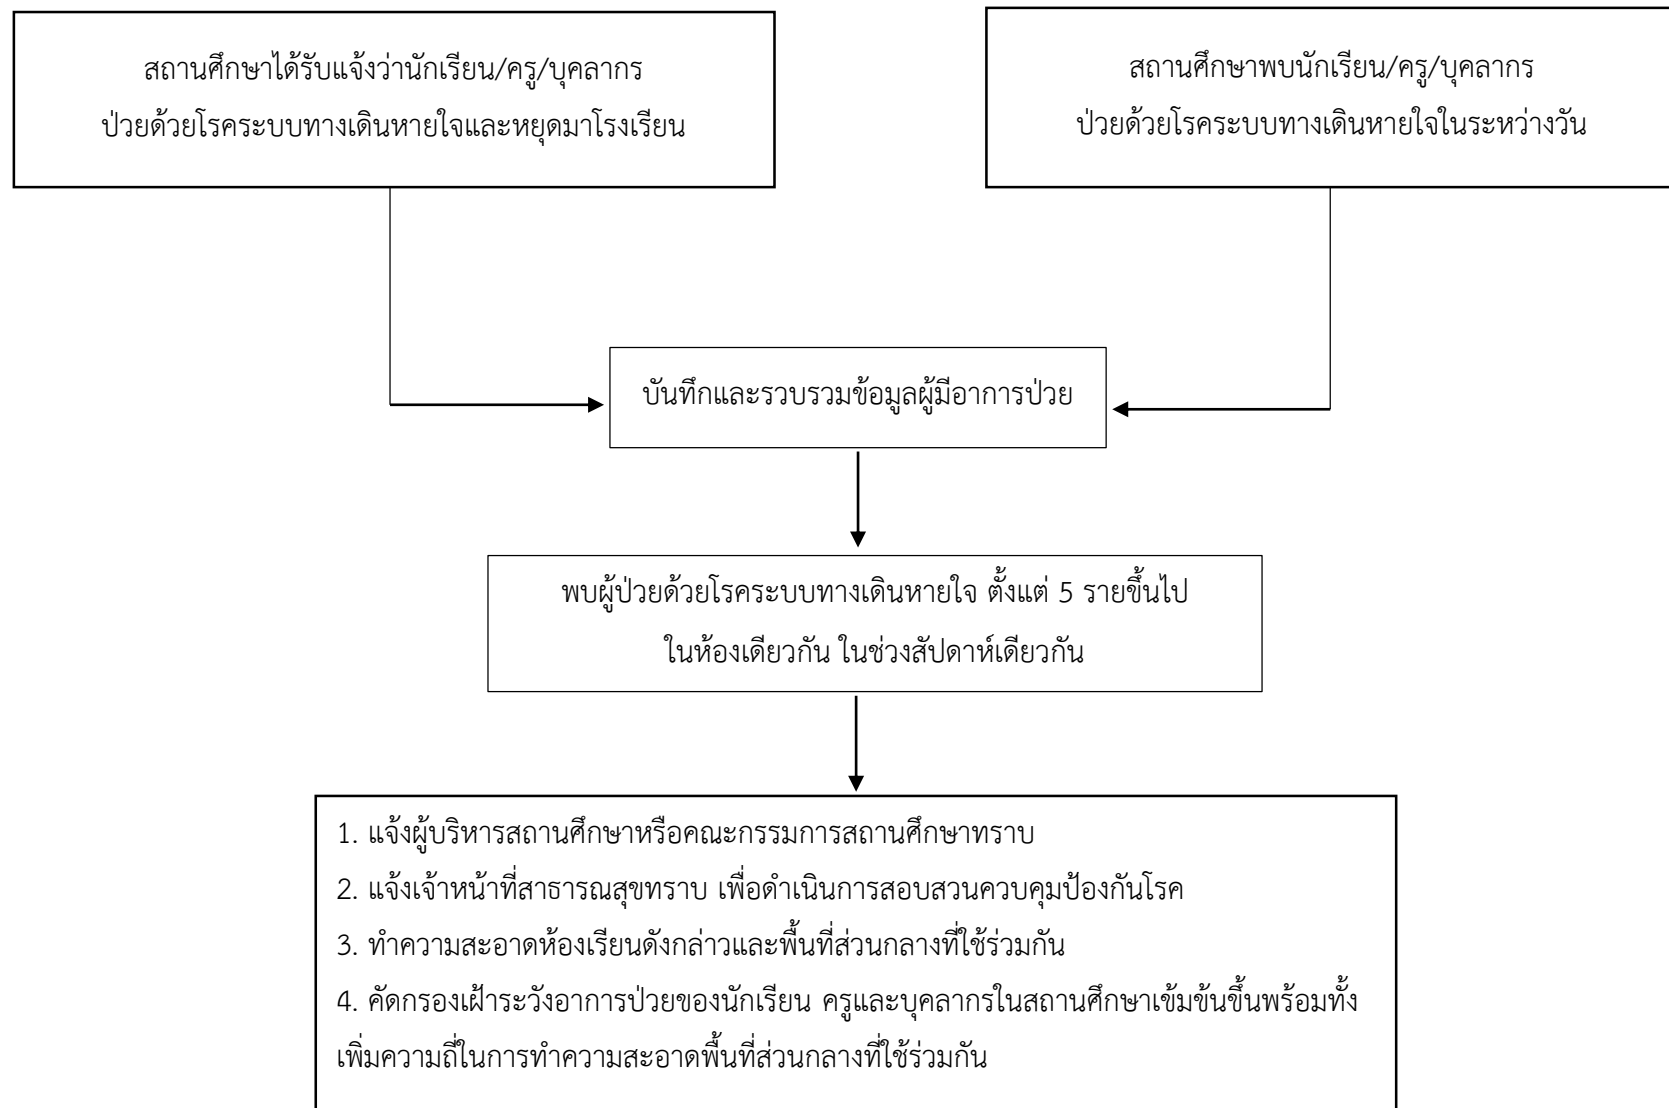 สถานศึกษาได้รับแจ้งว่านักเรียน/ครู/บุคลากร
ป่วยด้วยโรคระบบทางเดินหายใจและหยุดมาโรงเรียน
สถานศึกษาพบนักเรียน/ครู/บุคลากร
ป่วยด้วยโรคระบบทางเดินหายใจในระหว่างวัน
บันทึกและรวบรวมข้อมูลผู้มีอาการป่วย
พบผู้ป่วยด้วยโรคระบบทางเดินหายใจ ตั้งแต่ 5 รายขึ้นไป
ในห้องเดียวกัน ในช่วงสัปดาห์เดียวกัน
1. แจ้งผู้บริหารสถานศึกษาหรือคณะกรรมการสถานศึกษาทราบ
2. แจ้งเจ้าหน้าที่สาธารณสุขทราบ เพื่อดำเนินการสอบสวนควบคุมป้องกันโรค
3. ทำความสะอาดห้องเรียนดังกล่าวและพื้นที่ส่วนกลางที่ใช้ร่วมกัน
4. คัดกรองเฝ้าระวังอาการป่วยของนักเรียน ครูและบุคลากรในสถานศึกษาเข้มข้นขึ้นพร้อมทั้ง
เพิ่มความถี่ในการทำความสะอาดพื้นที่ส่วนกลางที่ใช้ร่วมกัน